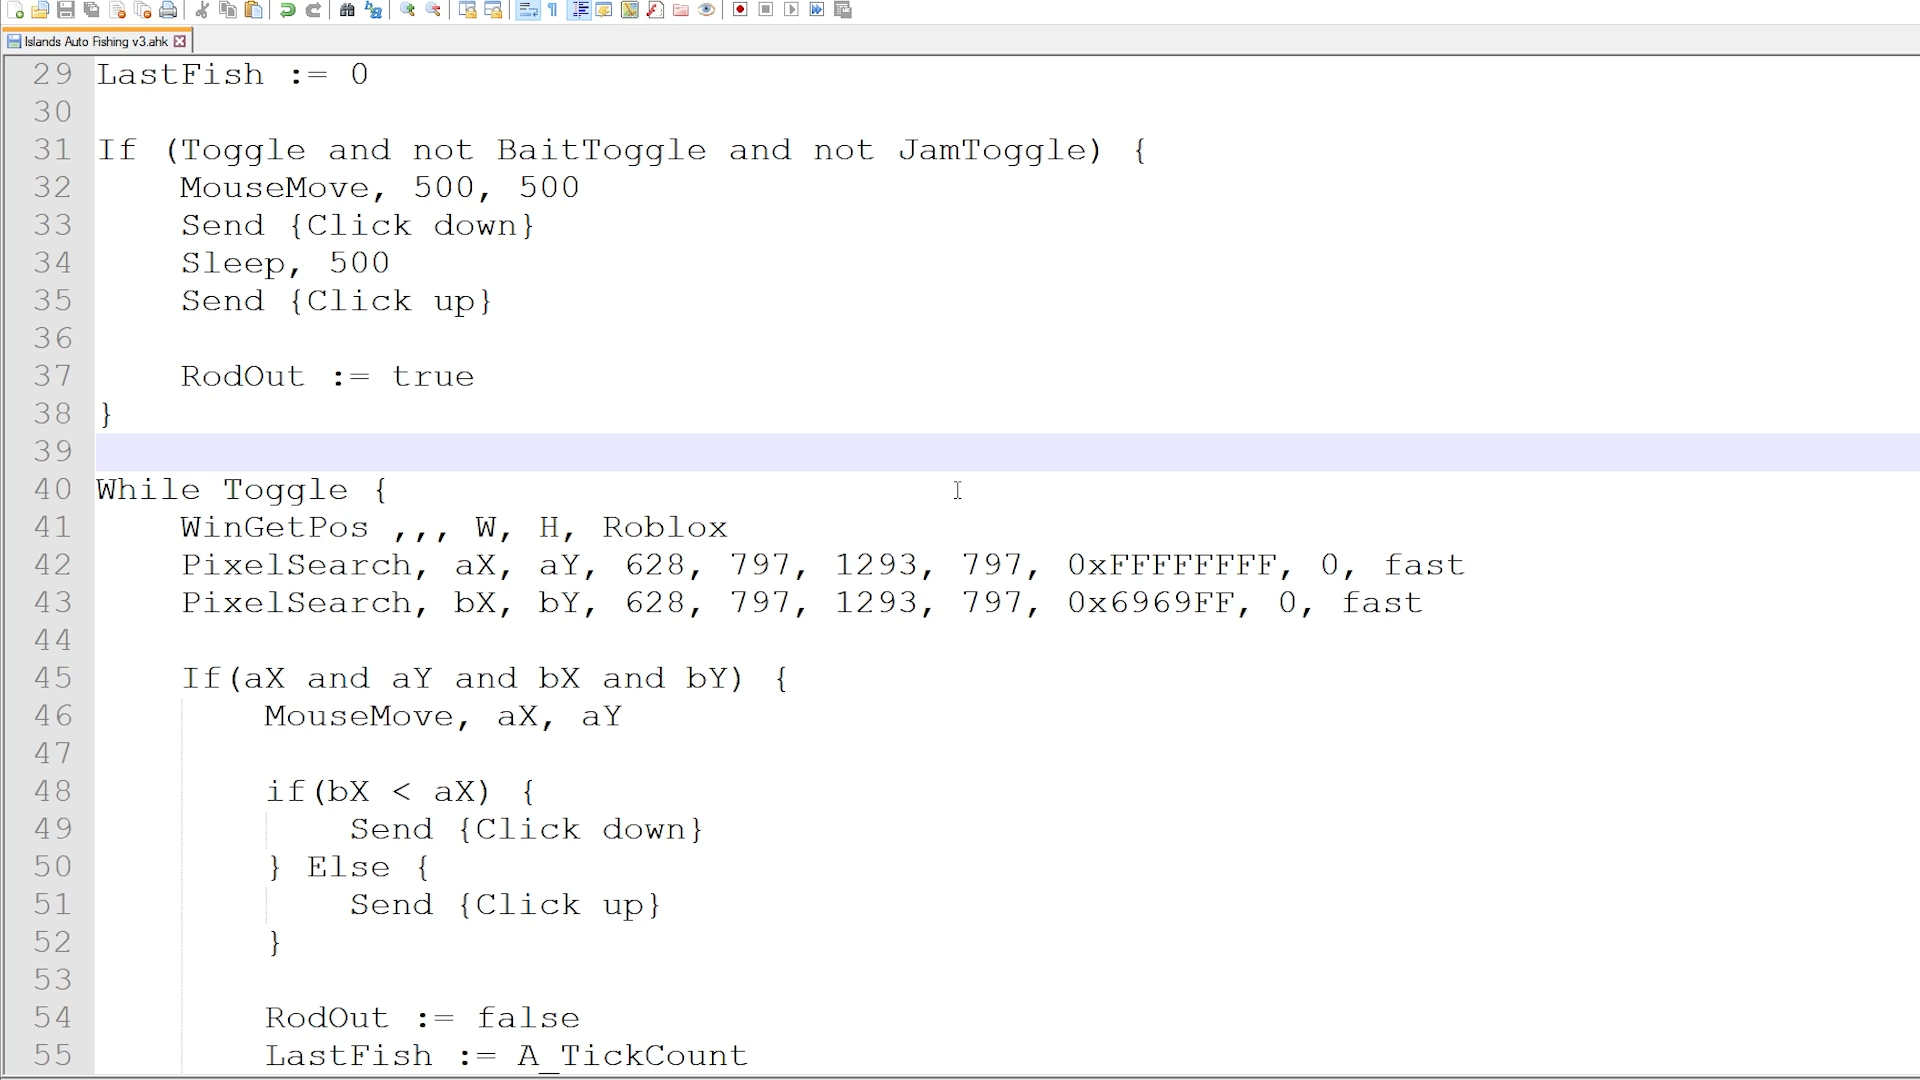 Islands Auto Fishing v3.ahk
29 LastFish := 0
30
31 If (Toggle and not BaitToggle and not JamToggle) {
32 MouseMove, 500, 500
33 Send {Click down}
34 Sleep, 500
35 Send {Click up}
36
37 RodOut := true
38 }
39
40 While Toggle {
41 WinGetPos ,,, W, H, Roblox
42 PixelSearch, aX, aY, 628, 797, 1293, 797, 0xFFFFFFFF, 0, fast
43 PixelSearch, bX, bY, 628, 797, 1293, 797, 0x6969FF, 0, fast
44
45 If(aX and aY and bX and bY) {
46 MouseMove, aX, aY
47
48 if(bX < aX) {
49 Send {Click down}
50 } Else {
51 Send {Click up}
52 }
53
54 RodOut := false
55 LastFish := A_TickCount